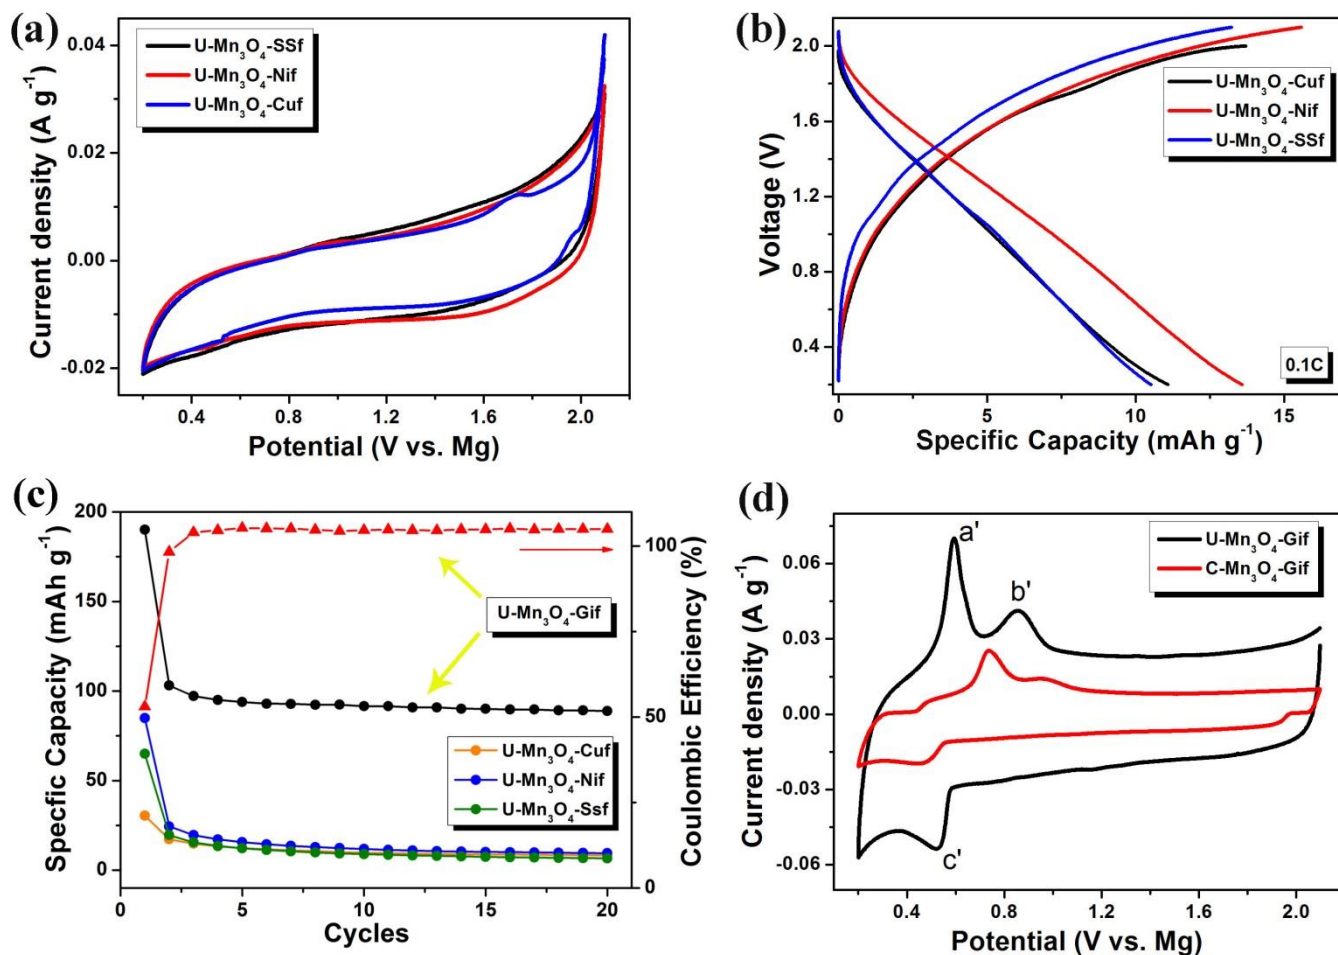 (a)
U-Mn₃O₄-SSf
U-Mn₃O₄-Nif
U-Mn₃O₄-Cuf
Current density (A g⁻¹)
0.04
0.02
0.00
-0.02
0.4 0.8 1.2 1.6 2.0
Potential (V vs. Mg)
(b)
U-Mn₃O₄-Cuf
U-Mn₃O₄-Nif
U-Mn₃O₄-SSf
Voltage (V)
2.0
1.6
1.2
0.8
0.4
0.1C
0 5 10 15
Specific Capacity (mAh g⁻¹)
(c)
Specfic Capacity (mAh g⁻¹)
200
150
100
50
0
U-Mn₃O₄-Gif
U-Mn₃O₄-Cuf
U-Mn₃O₄-Nif
U-Mn₃O₄-Ssf
100
50
0
Coulombic Efficiency (%)
0 5 10 15 20
Cycles
(d)
U-Mn₃O₄-Gif
C-Mn₃O₄-Gif
a'
b'
c'
Current density (A g⁻¹)
0.06
0.03
0.00
-0.03
-0.06
0.4 0.8 1.2 1.6 2.0
Potential (V vs. Mg)